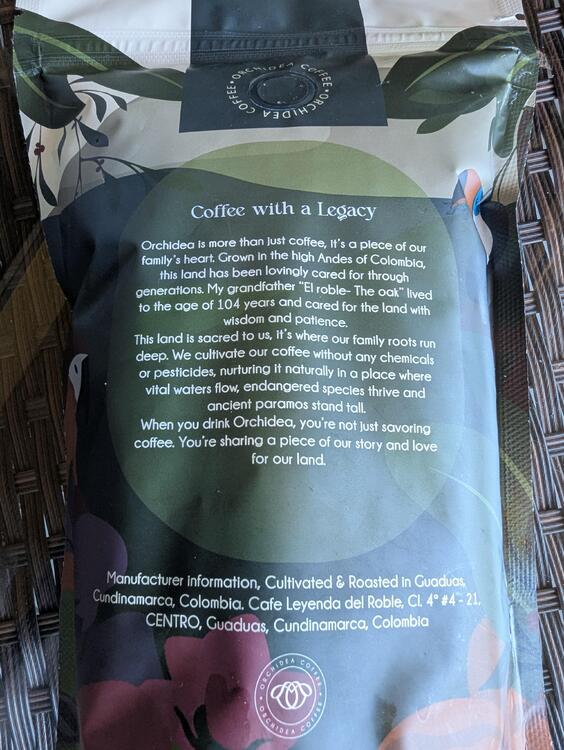 ORCHIDEA COFFEE • ORCHIDEA COFFEE •
Coffee with a Legacy
Orchidea is more than just coffee, it's a piece of our
family's heart. Grown in the high Andes of Colombia,
this land has been lovingly cared for through
generations. My grandfather "El roble- The oak" lived
to the age of 104 years and cared for the land with
wisdom and patience.
This land is sacred to us, it's where our family roots run
deep. We cultivate our coffee without any chemicals
or pesticides, nurturing it naturally in a place where
vital waters flow, endangered species thrive and
ancient paramos stand tall.
When you drink Orchidea, you're not just savoring
coffee. You're sharing a piece of our story and love
for our land.
Manufacturer information, Cultivated & Roasted in Guaduas,
Cundinamarca, Colombia. Cafe Leyenda del Roble, Cl. 4ª #4 - 21,
CENTRO, Guaduas, Cundinamarca, Colombia
ORCHIDEA COFFEE • ORCHIDEA COFFEE •